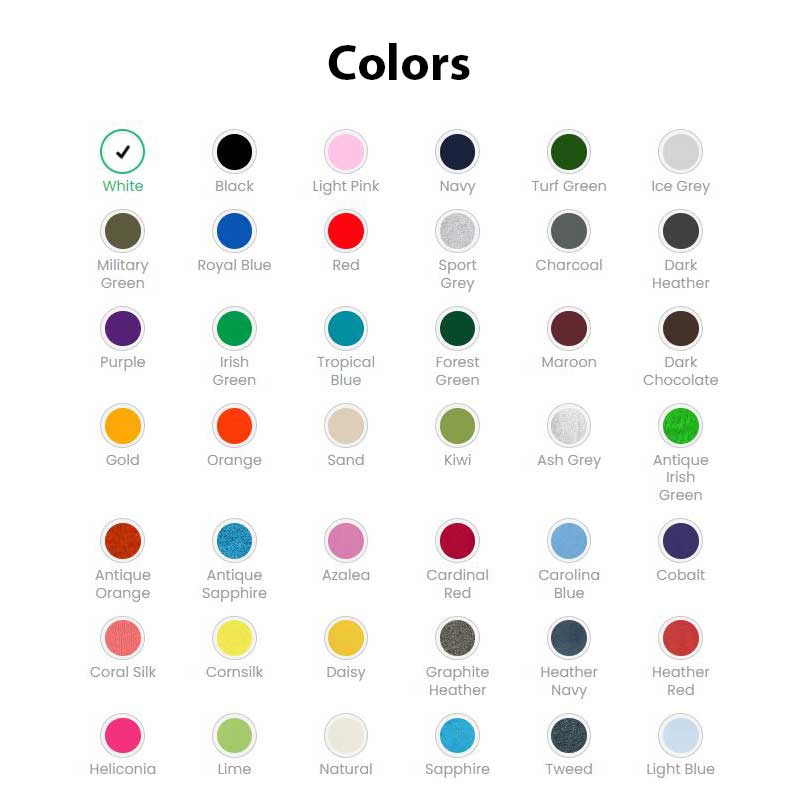 Colors
White
Black
Light Pink
Navy
Turf Green
Ice Grey
Military
Green
Royal Blue
Red
Sport
Grey
Charcoal
Dark
Heather
Purple
Irish
Green
Tropical
Blue
Forest
Green
Maroon
Dark
Chocolate
Gold
Orange
Sand
Kiwi
Ash Grey
Antique
Irish
Green
Antique
Orange
Antique
Sapphire
Azalea
Cardinal
Red
Carolina
Blue
Cobalt
Coral Silk
Cornsilk
Daisy
Graphite
Heather
Heather
Navy
Heather
Red
Heliconia
Lime
Natural
Sapphire
Tweed
Light Blue